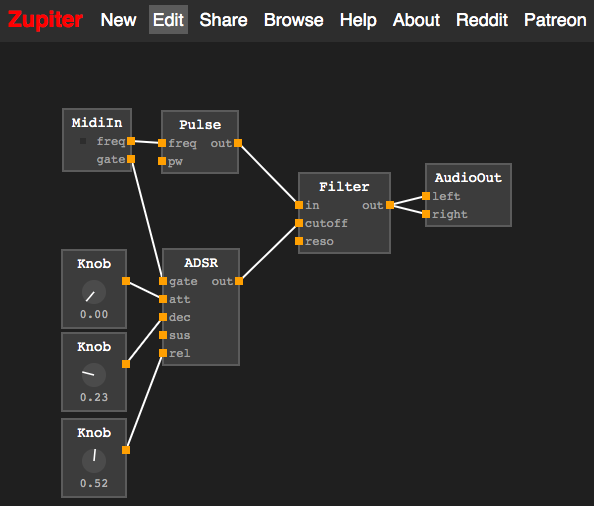 Zupiter New Edit Share Browse Help About Reddit Patreon
MidiIn
freq
gate
Pulse
freq out
pw
Filter
in out
cutoff
reso
AudioOut
left
right
Knob
0.00
ADSR
gate out
att
dec
sus
rel
Knob
0.23
Knob
0.52